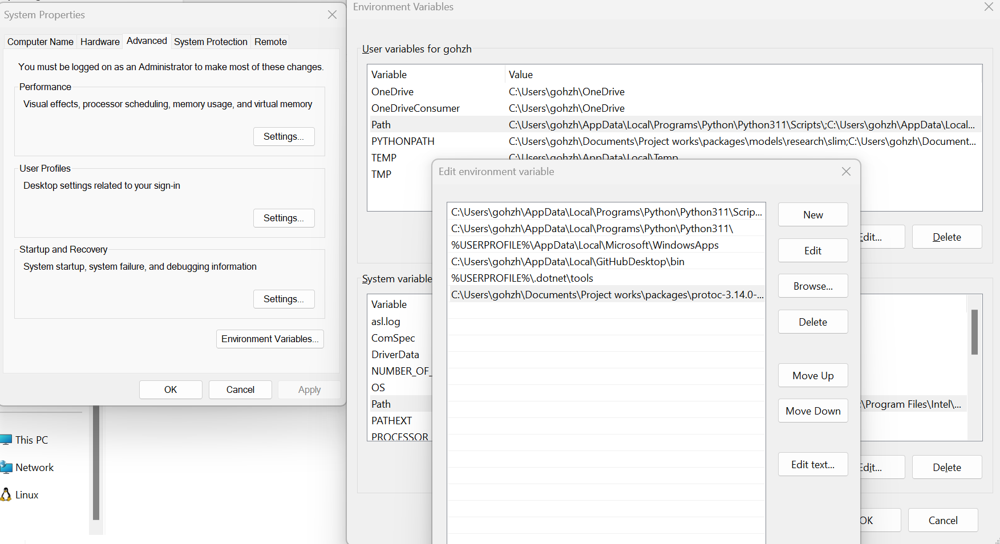 System Properties
Computer Name
Hardware
Advanced
System Protection
Remote
You must be logged on as an Administrator to make most of these changes.
Performance
Visual effects, processor scheduling, memory usage, and virtual memory
Settings...
User Profiles
Desktop settings related to your sign-in
Settings...
Startup and Recovery
System startup, system failure, and debugging information
Settings...
Environment Variables...
OK
Cancel
Apply
This PC
Network
Linux
Environment Variables
User variables for gohzh
Variable Value
OneDrive C:\Users\gohzh\OneDrive
OneDriveConsumer C:\Users\gohzh\OneDrive
Path C:\Users\gohzh\AppData\Local\Programs\Python\Python311\Scripts\;C:\Users\gohzh\AppData\Local...
PYTHONPATH C:\Users\gohzh\Documents\Project works\packages\models\research\slim;C:\Users\gohzh\Document...
TEMP C:\Users\gohzh\AppData\Local\Temp
TMP
Edit...
Delete
System variable
Variable
asl.log
ComSpec
DriverData
NUMBER_OF_
OS
Path :\Program Files\Intel\...
PATHEXT
PROCESSOR
Edit...
Delete
OK
Cancel
Edit environment variable
C:\Users\gohzh\AppData\Local\Programs\Python\Python311\Scrip...
C:\Users\gohzh\AppData\Local\Programs\Python\Python311\
%USERPROFILE%\AppData\Local\Microsoft\WindowsApps
C:\Users\gohzh\AppData\Local\GitHubDesktop\bin
%USERPROFILE%\.dotnet\tools
C:\Users\gohzh\Documents\Project works\packages\protoc-3.14.0-...
New
Edit
Browse...
Delete
Move Up
Move Down
Edit text...